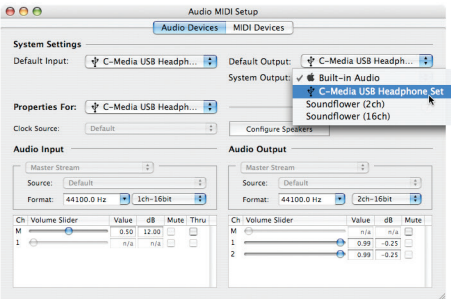 Audio MIDI Setup
Audio Devices MIDI Devices
System Settings
Default Input: C-Media USB Headph...
Default Output: C-Media USB Headph...
System Output: ✓ Built-in Audio
C-Media USB Headphone Set
Soundflower (2ch)
Soundflower (16ch)
Properties For: C-Media USB Headph...
Clock Source: Default
Configure Speakers
Audio Input
Master Stream
Source: Default
Format: 44100.0 Hz 1ch-16bit
Ch Volume Slider Value dB Mute Thru
M 0.50 12.00
1 n/a n/a
Audio Output
Master Stream
Source: Default
Format: 44100.0 Hz 2ch-16bit
Ch Volume Slider Value dB Mute
M n/a n/a
1 0.99 -0.25
2 0.99 -0.25